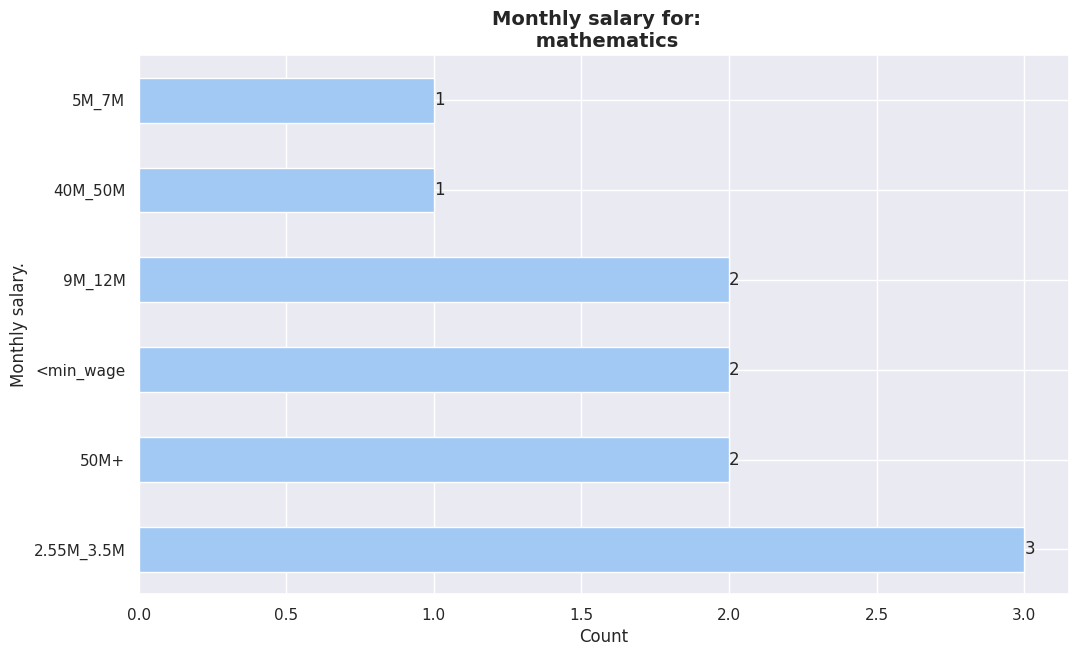 Monthly salary for:
mathematics
Monthly salary.
5M_7M
1
40M_50M
1
9M_12M
2
<min_wage
2
50M+
2
2.55M_3.5M
3
0.0 0.5 1.0 1.5 2.0 2.5 3.0
Count